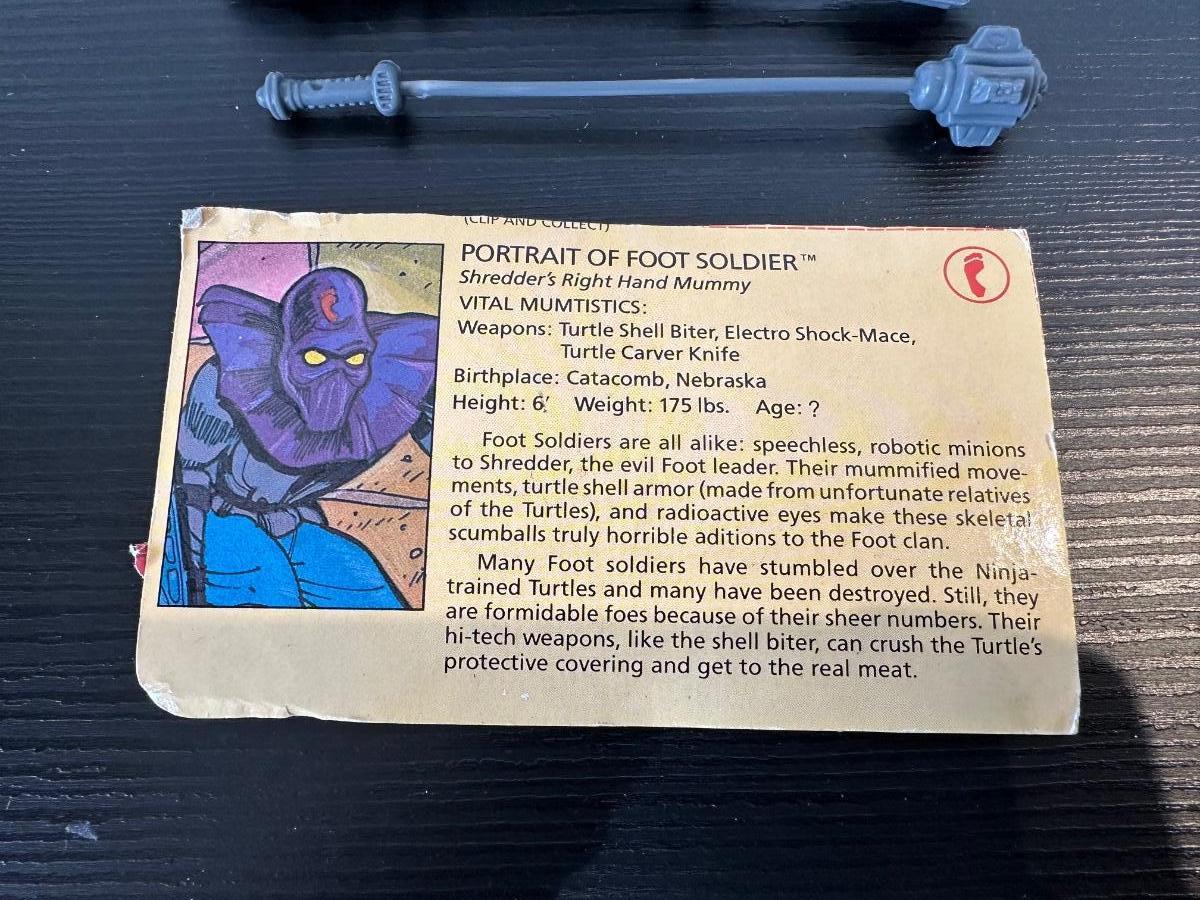 (CLIP AND COLLECT)
PORTRAIT OF FOOT SOLDIER™
Shredder's Right Hand Mummy
VITAL MUMTISTICS:
Weapons: Turtle Shell Biter, Electro Shock-Mace,
Turtle Carver Knife
Birthplace: Catacomb, Nebraska
Height: 6' Weight: 175 lbs. Age: ?
Foot Soldiers are all alike: speechless, robotic minions
to Shredder, the evil Foot leader. Their mummified move-
ments, turtle shell armor (made from unfortunate relatives
of the Turtles), and radioactive eyes make these skeletal
scumballs truly horrible aditions to the Foot clan.
Many Foot soldiers have stumbled over the Ninja-
trained Turtles and many have been destroyed. Still, they
are formidable foes because of their sheer numbers. Their
hi-tech weapons, like the shell biter, can crush the Turtle's
protective covering and get to the real meat.